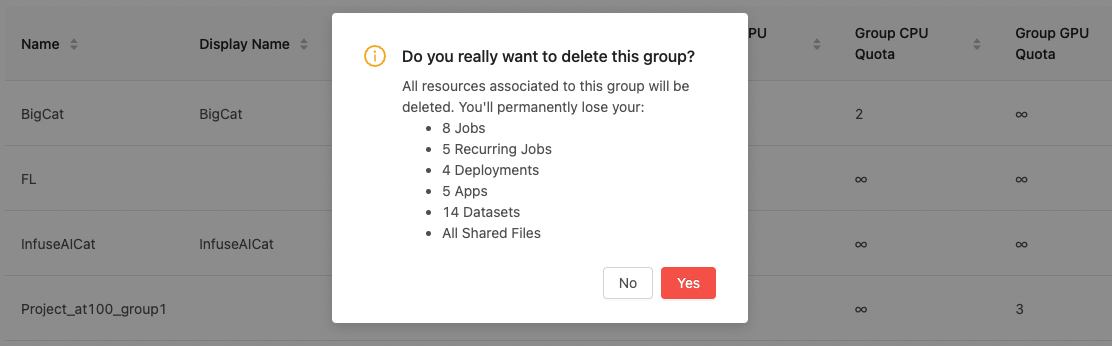 Name Display Name PU Group CPU Quota Group GPU Quota
Do you really want to delete this group?
All resources associated to this group will be
deleted. You'll permanently lose your:
8 Jobs
5 Recurring Jobs
4 Deployments
5 Apps
14 Datasets
All Shared Files
No Yes
BigCat BigCat 2 ∞
FL ∞ ∞
InfuseAICat InfuseAICat ∞ ∞
Project_at100_group1 ∞ 3